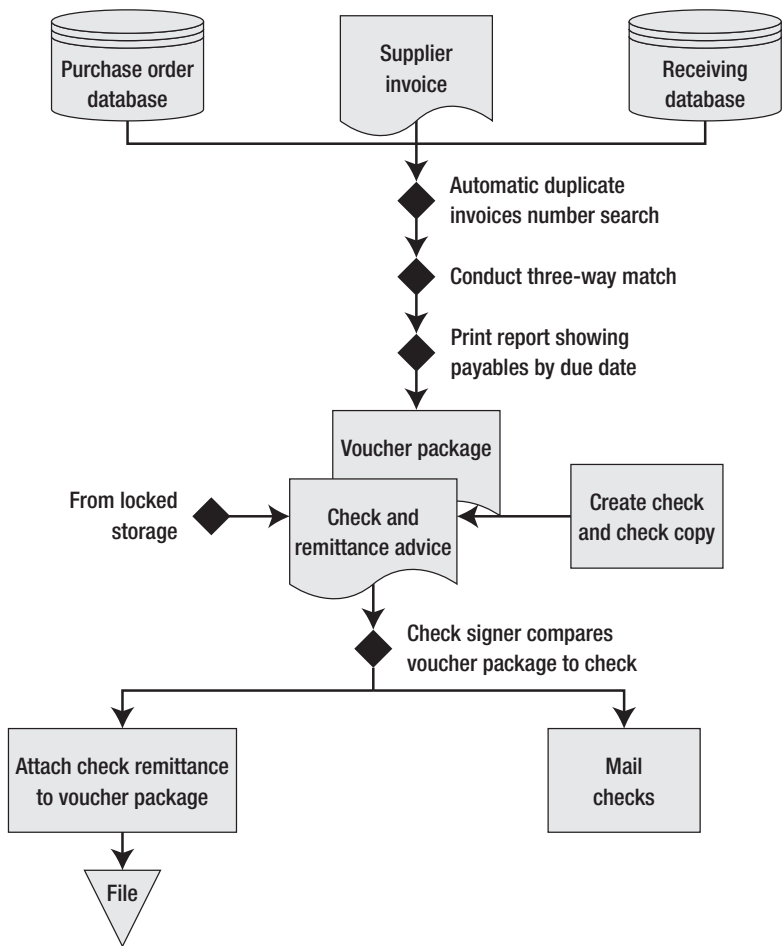 Purchase order
database
Supplier
invoice
Receiving
database
Automatic duplicate
invoices number search
Conduct three-way match
Print report showing
payables by due date
Voucher package
From locked
storage
Check and
remittance advice
Create check
and check copy
Check signer compares
voucher package to check
Attach check remittance
to voucher package
Mail
checks
File